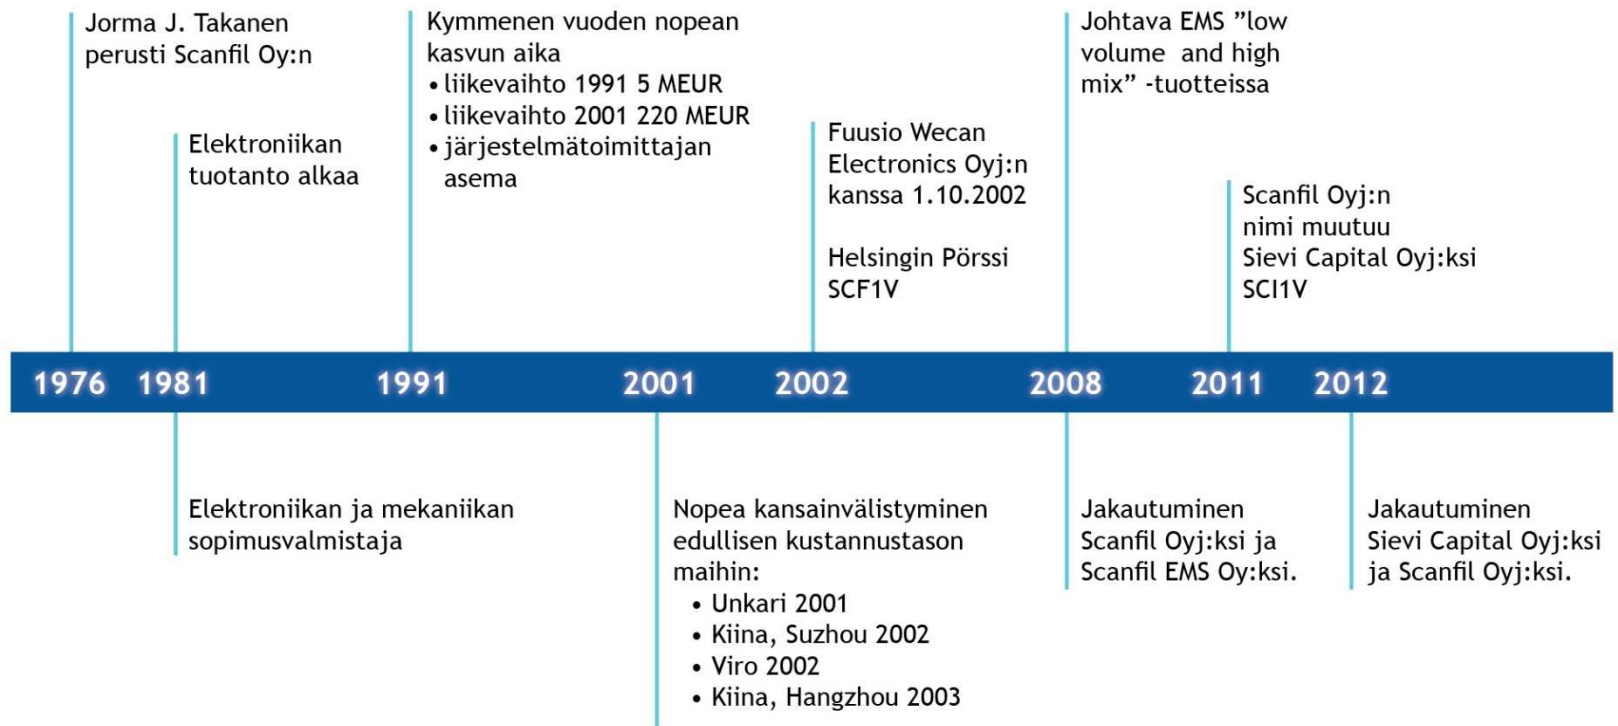 Jorma J. Takanen
perusti Scanfil Oy:n
Elektroniikan
tuotanto alkaa
Kymmenen vuoden nopean
kasvun aika
• liikevaihto 1991 5 MEUR
• liikevaihto 2001 220 MEUR
• järjestelmätoimittajan
asema
Fuusio Wecan
Electronics Oyj:n
kanssa 1.10.2002
Helsingin Pörssi
SCF1V
Johtava EMS ”low
volume and high
mix” -tuotteissa
Scanfil Oyj:n
nimi muutuu
Sievi Capital Oyj:ksi
SCI1V
1976 1981 1991 2001 2002 2008 2011 2012
Elektroniikan ja mekaniikan
sopimusvalmistaja
Nopea kansainvälistyminen
edullisen kustannustason
maihin:
• Unkari 2001
• Kiina, Suzhou 2002
• Viro 2002
• Kiina, Hangzhou 2003
Jakautuminen
Scanfil Oyj:ksi ja
Scanfil EMS Oy:ksi.
Jakautuminen
Sievi Capital Oyj:ksi
ja Scanfil Oyj:ksi.